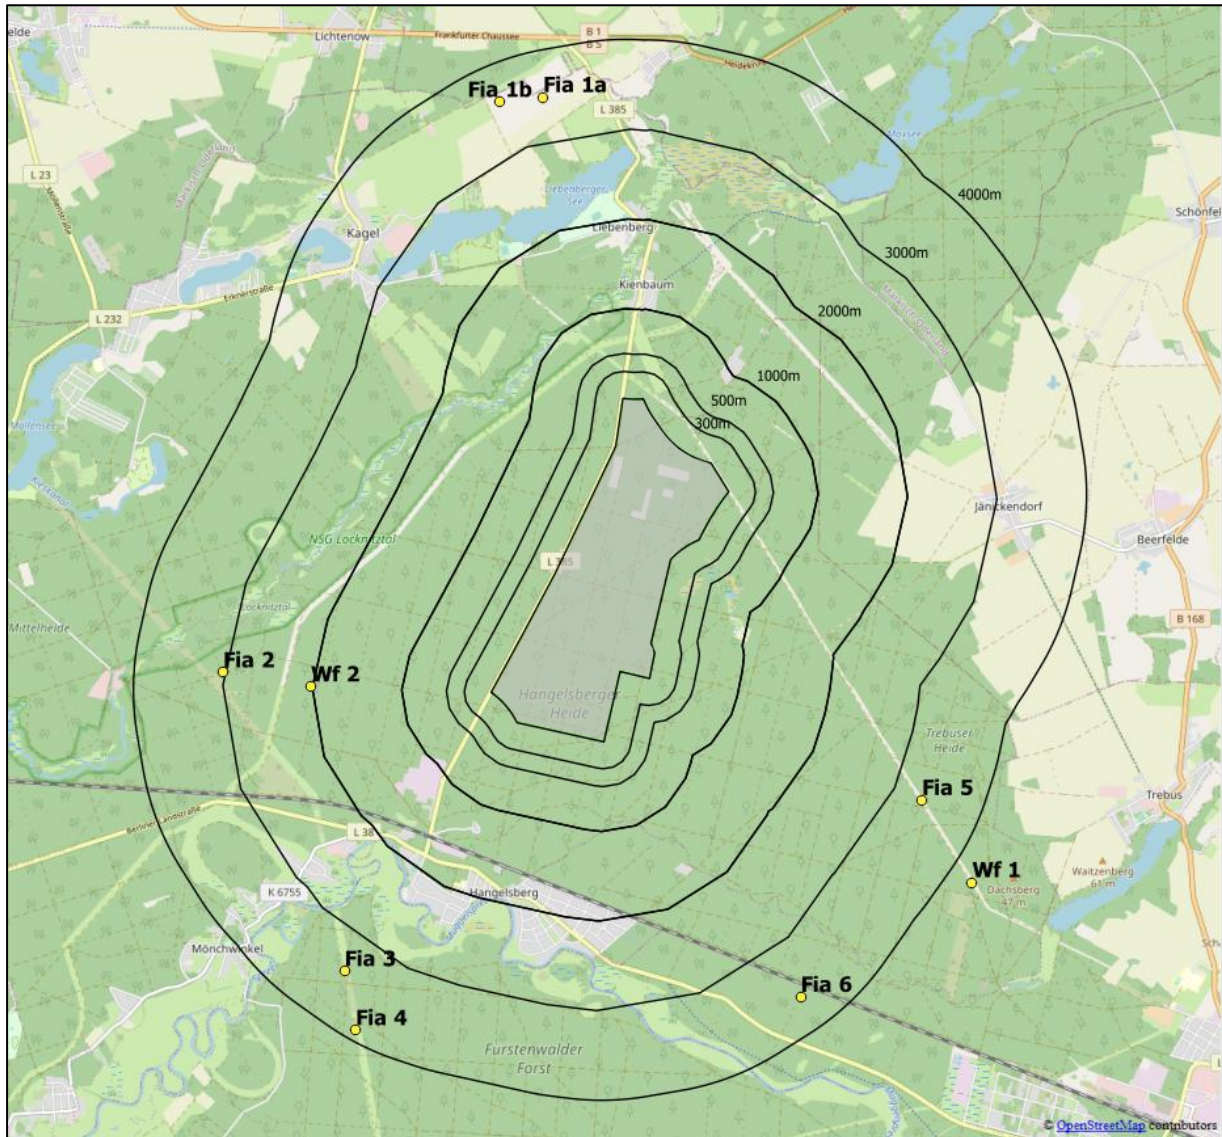 elde
Lichtenow
Frankfurter Chaussee
B 1
B 5
Fia 1b
Fia 1a
L 385
Maxsee
L 23
4000m
Liebenberger
See
Schönfel
Kagel
Liebenberg
3000m
Kienbaum
L 232
Erknerstraße
2000m
1000m
500m
300m
Möllensee
Jänickendorf
Beerfelde
NSG Löcknitztal
L 385
Löcknitztal
B 168
Mittelheide
Fia 2
Wf 2
Hangelsberger
Heide
Trebuser
Heide
Fia 5
Trebus
Berliner Landstraße
L 38
Wf 1
Waitzenberg
61 m
Dachsberg
47 m
K 6755
Hangelsberg
Mönchwinkel
Fia 3
Fia 6
Fia 4
Fürstenwalder
Forst
© OpenStreetMap contributors